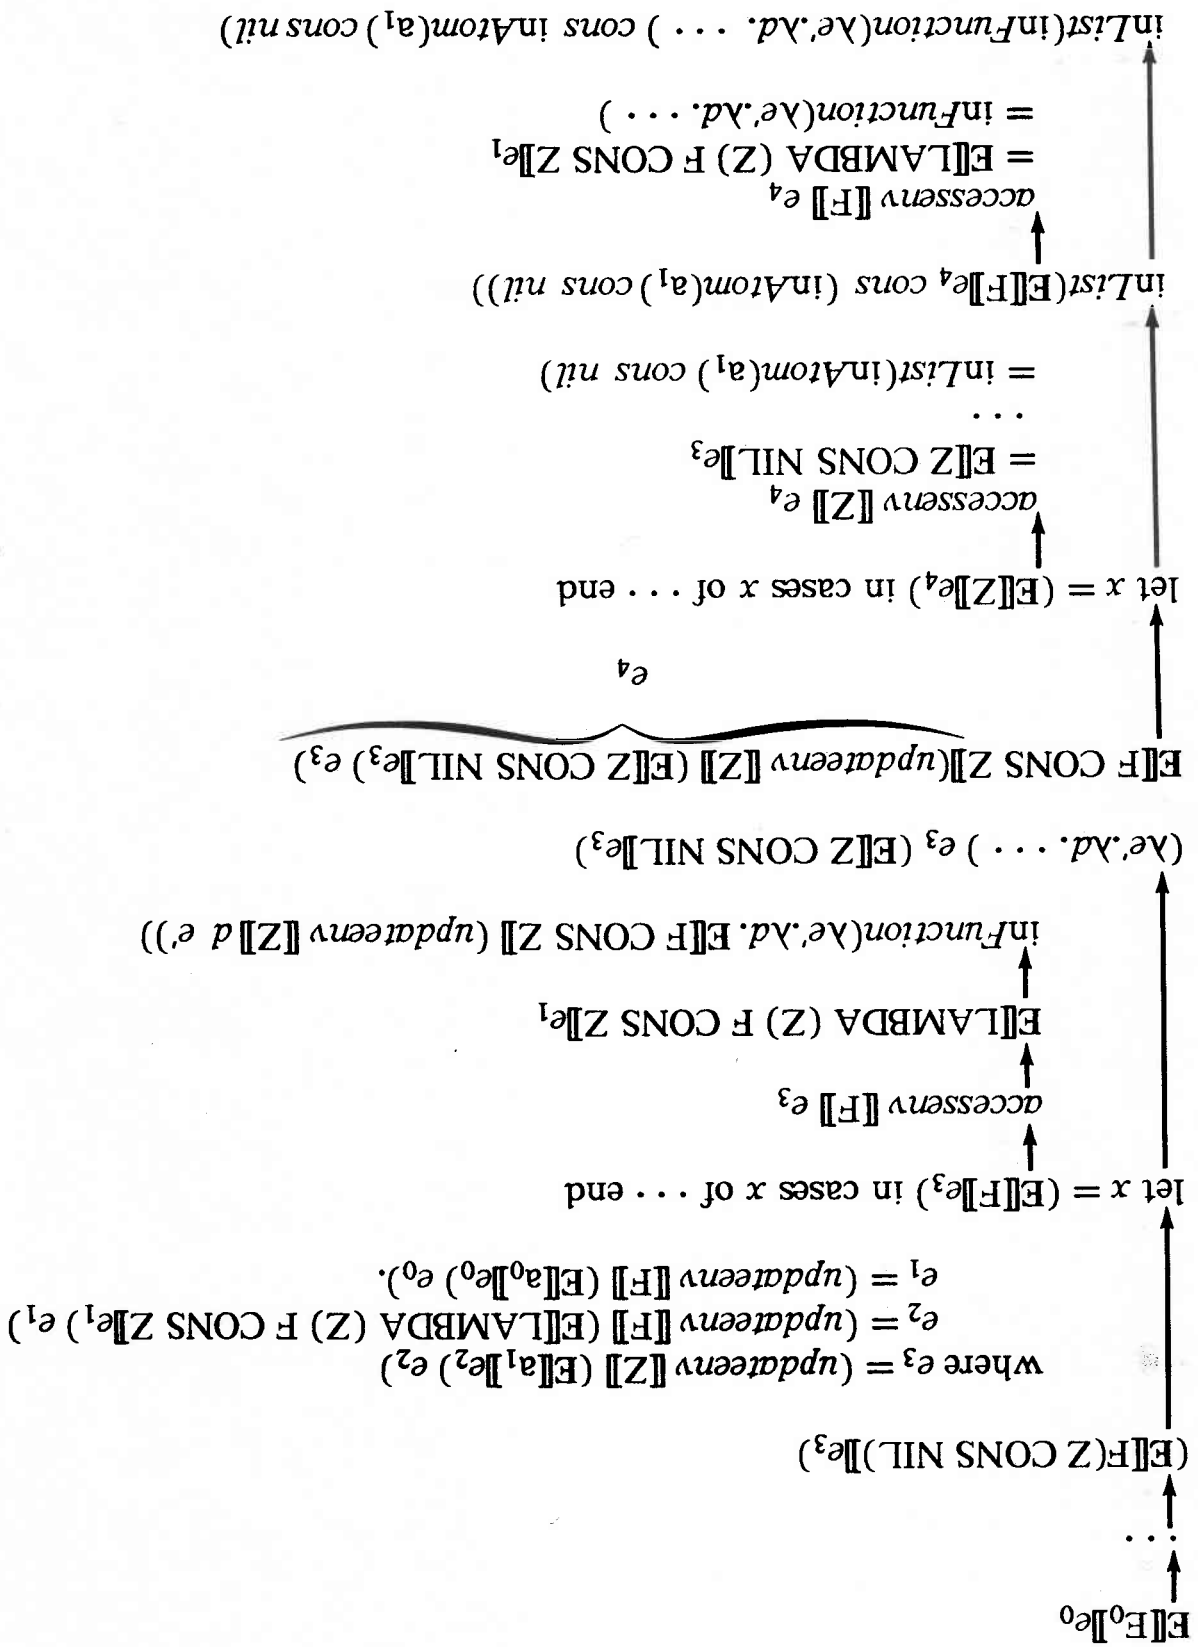 E⟦E₀⟧e₀
· · ·
(E⟦F(Z CONS NIL)⟧e₃)
where e₃ = (updateenv ⟦Z⟧ (E⟦a₁⟧e₂) e₂)
e₂ = (updateenv ⟦F⟧ (E⟦LAMBDA (Z) F CONS Z⟧e₁) e₁)
e₁ = (updateenv ⟦F⟧ (E⟦a₀⟧e₀) e₀).
let x = (E⟦F⟧e₃) in cases x of · · · end
accessenv ⟦F⟧ e₃
E⟦LAMBDA (Z) F CONS Z⟧e₁
inFunction(λe′.λd. E⟦F CONS Z⟧ (updateenv ⟦Z⟧ d e′))
(λe′.λd. · · · ) e₃ (E⟦Z CONS NIL⟧e₃)
E⟦F CONS Z⟧(updateenv ⟦Z⟧ (E⟦Z CONS NIL⟧e₃) e₃)
e₄
let x = (E⟦Z⟧e₄) in cases x of · · · end
accessenv ⟦Z⟧ e₄
= E⟦Z CONS NIL⟧e₃
· · ·
= inList(inAtom(a₁) cons nil)
inList(E⟦F⟧e₄ cons (inAtom(a₁) cons nil))
accessenv ⟦F⟧ e₄
= E⟦LAMBDA (Z) F CONS Z⟧e₁
= inFunction(λe′.λd. · · · )
inList(inFunction(λe′.λd. · · · ) cons inAtom(a₁) cons nil)